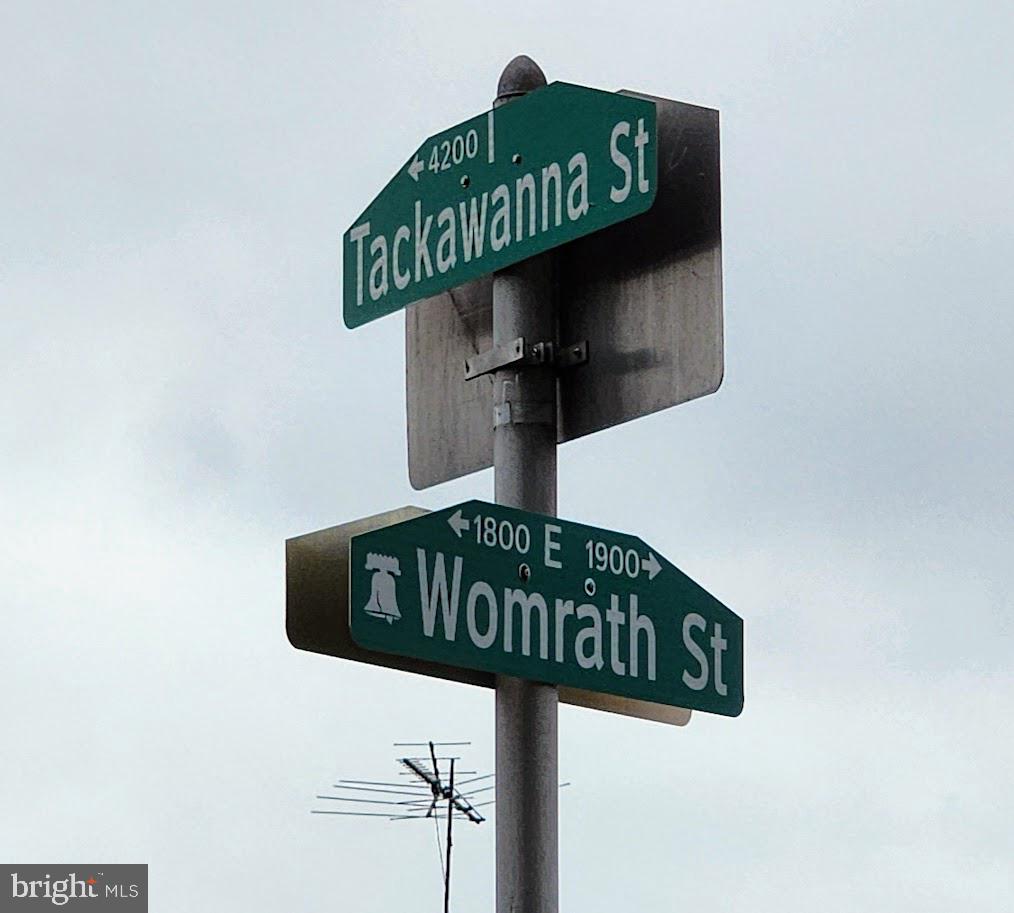 ←4200
Tackawanna St
←1800 E 1900→
Womrath St
bright MLS